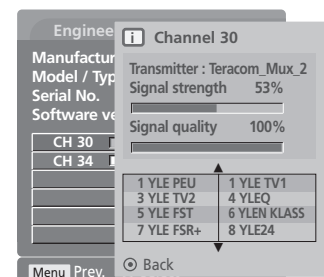 Enginee
Manufactur
Model / Typ
Serial No.
Software ve
CH 30
CH 34
i Channel 30
Transmitter : Teracom_Mux_2
Signal strength 53%
Signal quality 100%
1 YLE PEU 1 YLE TV1
3 YLE TV2 4 YLEQ
5 YLE FST 6 YLEN KLASS
7 YLE FSR+ 8 YLE24
Back
Menu Prev.